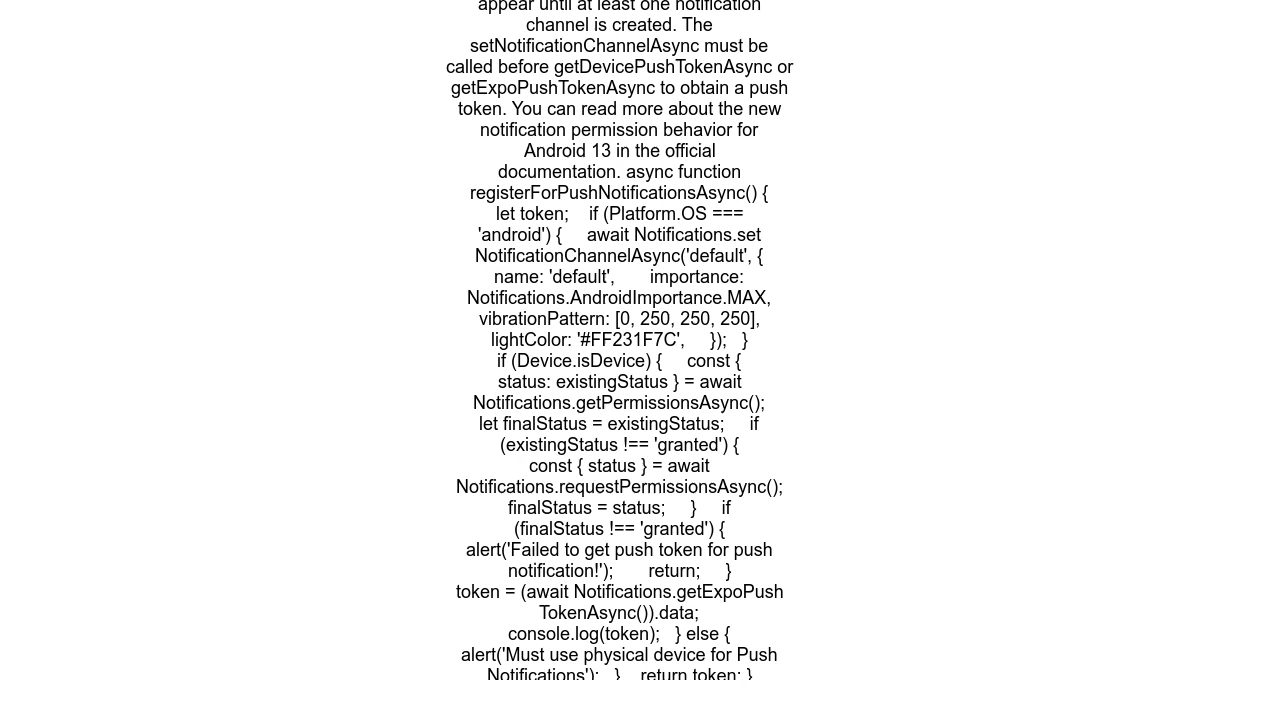 appear until at least one notification
channel is created. The
setNotificationChannelAsync must be
called before getDevicePushTokenAsync or
getExpoPushTokenAsync to obtain a push
token. You can read more about the new
notification permission behavior for
Android 13 in the official
documentation. async function
registerForPushNotificationsAsync() {
let token;    if (Platform.OS ===
'android') {     await Notifications.set
NotificationChannelAsync('default', {
name: 'default',       importance:
Notifications.AndroidImportance.MAX,
vibrationPattern: [0, 250, 250, 250],
lightColor: '#FF231F7C',     });   }
if (Device.isDevice) {     const {
status: existingStatus } = await
Notifications.getPermissionsAsync();
let finalStatus = existingStatus;     if
(existingStatus !== 'granted') {
const { status } = await
Notifications.requestPermissionsAsync();
finalStatus = status;     }     if
(finalStatus !== 'granted') {
alert('Failed to get push token for push
notification!');       return;     }
token = (await Notifications.getExpoPush
TokenAsync()).data;
console.log(token);   } else {
alert('Must use physical device for Push
Notifications');   }    return token; }